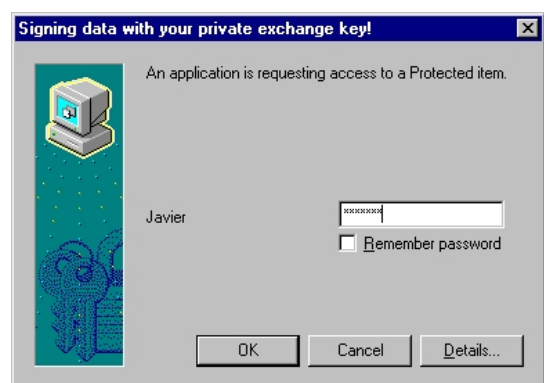 Signing data with your private exchange key!
An application is requesting access to a Protected item.
Javier
xxxxxxx
Remember password
OK
Cancel
Details...